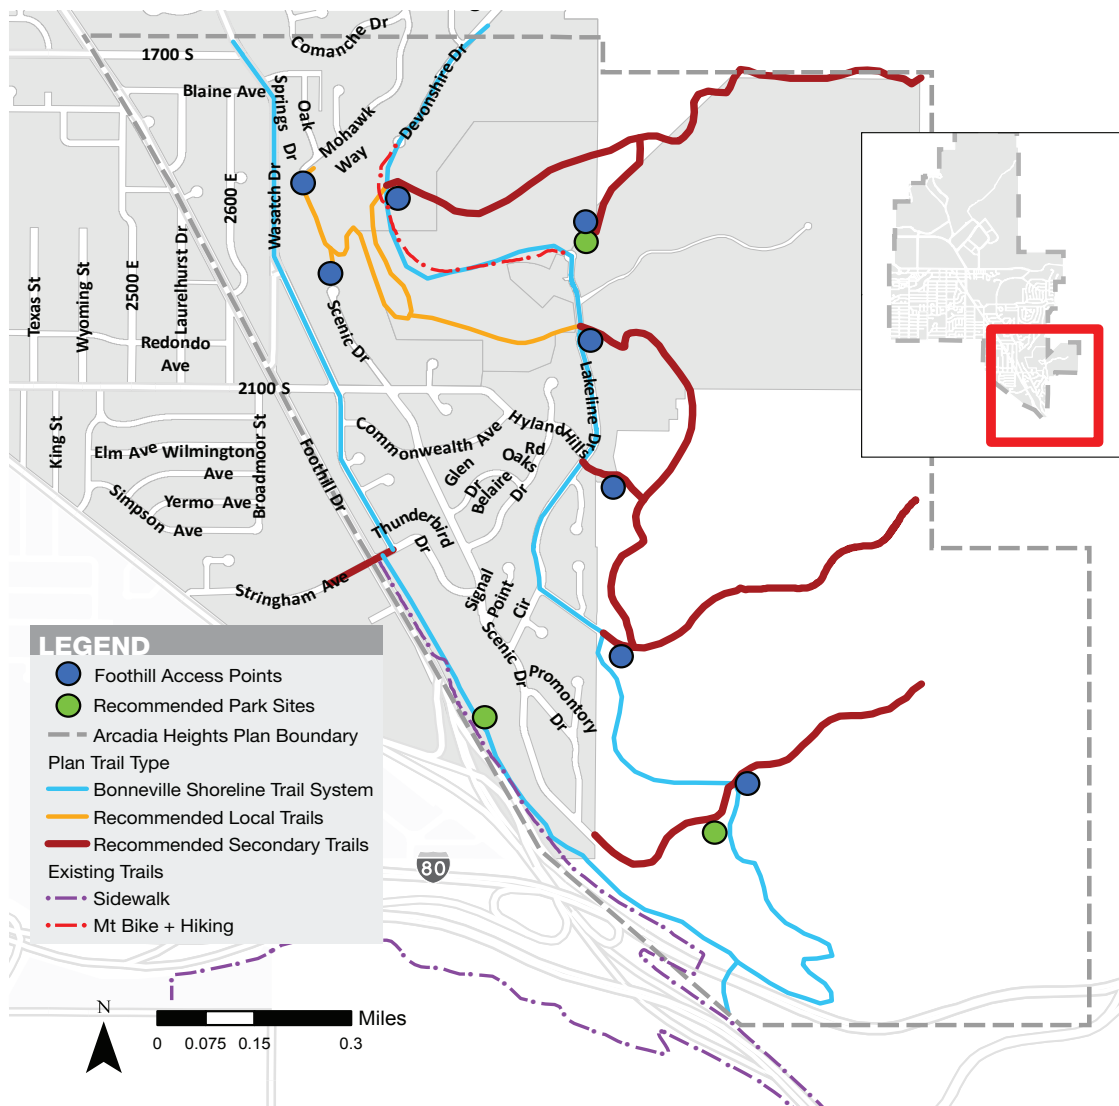 Comanche Dr
1700 S
Devonshire Dr
Blaine Ave
Springs Dr
Oak
Mohawk
Way
Wasatch Dr
2600 E
Laurelhurst Dr
2500 E
Wyoming St
Texas St
Redondo
Ave
Scenic Dr
2100 S
Lakeline Dr
Hyland Hills
Rd
Commonwealth Ave
Oaks
Glen
Dr
Belaire
Dr
King St
Elm Ave
Wilmington
Ave
Broadmoor St
Foothill Dr
Yermo Ave
Simpson Ave
Thunderbird
Dr
Stringham Ave
Signal
Point
Cir
Scenic Dr
Promontory
Dr
LEGEND
Foothill Access Points
Recommended Park Sites
Arcadia Heights Plan Boundary
Plan Trail Type
Bonneville Shoreline Trail System
Recommended Local Trails
Recommended Secondary Trails
Existing Trails
Sidewalk
Mt Bike + Hiking
80
N
Miles
0 0.075 0.15 0.3